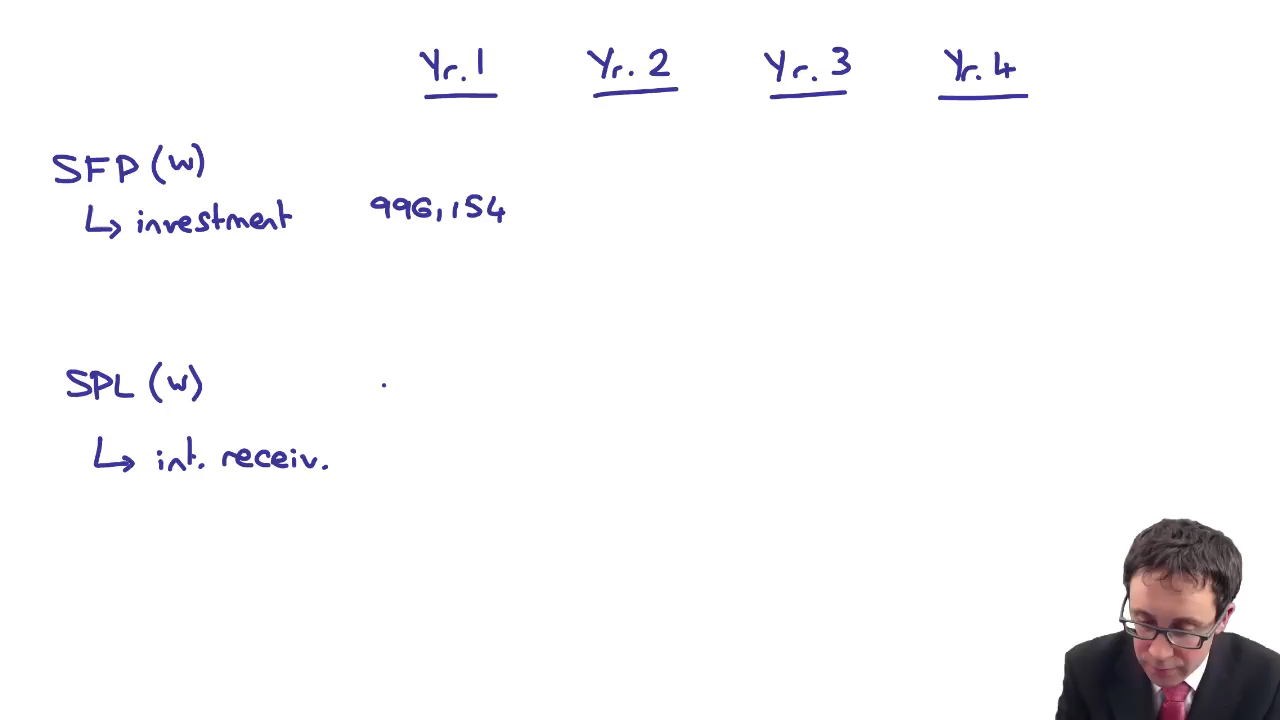 Yr. 1 Yr. 2 Yr. 3 Yr. 4
SFP (w)
↳ investment 996,154
SPL (w)
↳ int. receiv.